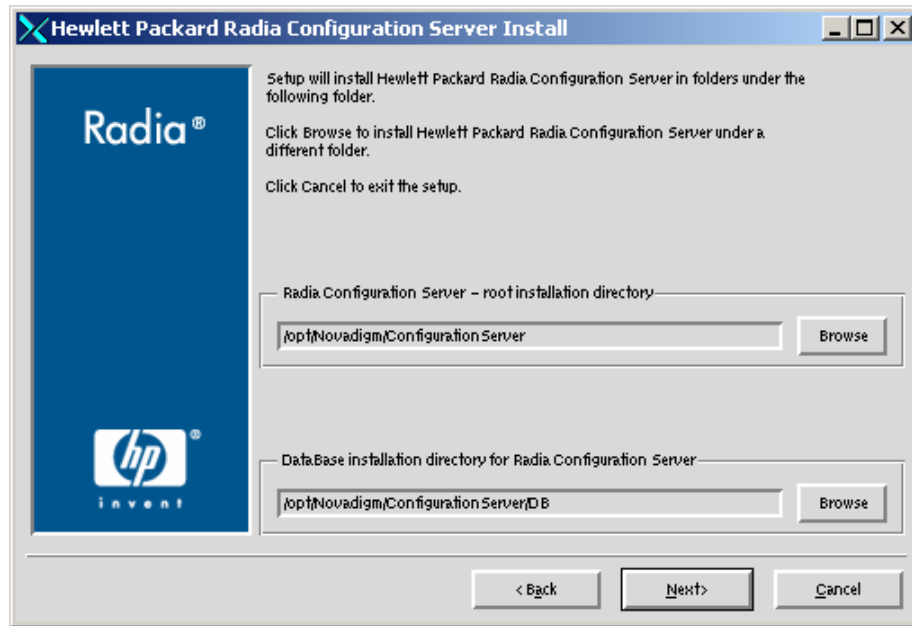 Hewlett Packard Radia Configuration Server Install
Radia®
Setup will install Hewlett Packard Radia Configuration Server in folders under the
following folder.
Click Browse to install Hewlett Packard Radia Configuration Server under a
different folder.
Click Cancel to exit the setup.
Radia Configuration Server – root installation directory
/opt/Novadigm/ConfigurationServer
Browse
DataBase installation directory for Radia Configuration Server
/opt/Novadigm/ConfigurationServer/DB
Browse
hp®
invent
< Back
Next>
Cancel